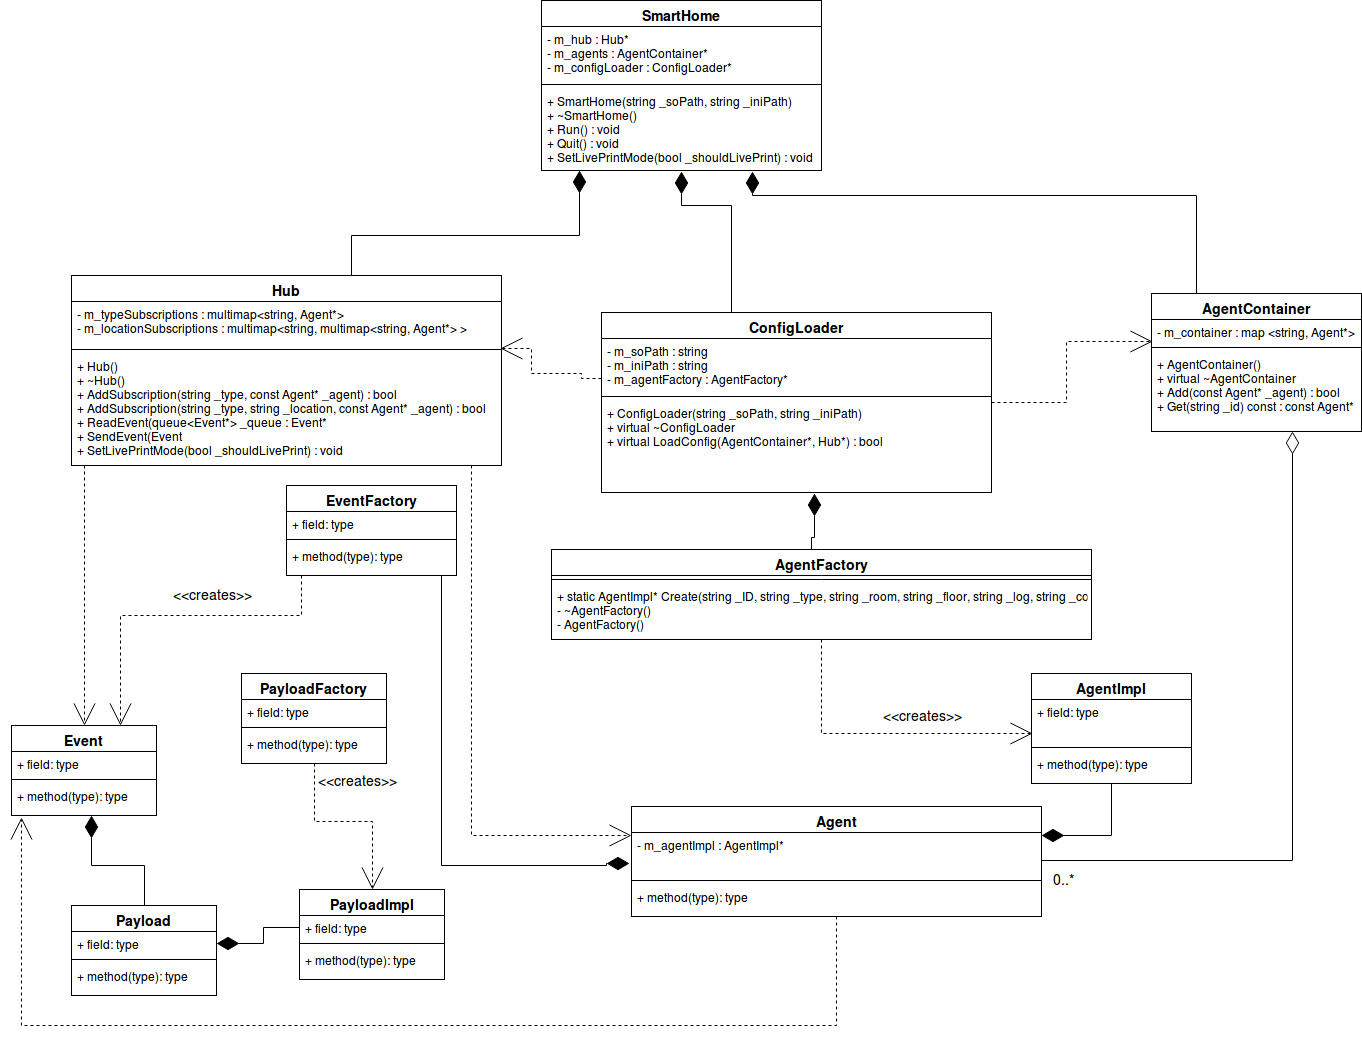 SmartHome
- m_hub : Hub*
- m_agents : AgentContainer*
- m_configLoader : ConfigLoader*
+ SmartHome(string _soPath, string _iniPath)
+ ~SmartHome()
+ Run() : void
+ Quit() : void
+ SetLivePrintMode(bool _shouldLivePrint) : void
Hub
- m_typeSubscriptions : multimap<string, Agent*>
- m_locationSubscriptions : multimap<string, multimap<string, Agent*> >
+ Hub()
+ ~Hub()
+ AddSubscription(string _type, const Agent* _agent) : bool
+ AddSubscription(string _type, string _location, const Agent* _agent) : bool
+ ReadEvent(queue<Event*> _queue : Event*
+ SendEvent(Event
+ SetLivePrintMode(bool _shouldLivePrint) : void
ConfigLoader
- m_soPath : string
- m_iniPath : string
- m_agentFactory : AgentFactory*
+ ConfigLoader(string _soPath, string _iniPath)
+ virtual ~ConfigLoader
+ virtual LoadConfig(AgentContainer*, Hub*) : bool
AgentContainer
- m_container : map <string, Agent*>
+ AgentContainer()
+ virtual ~AgentContainer
+ Add(const Agent* _agent) : bool
+ Get(string _id) const : const Agent*
EventFactory
+ field: type
+ method(type): type
<<creates>>
AgentFactory
+ static AgentImpl* Create(string _ID, string _type, string _room, string _floor, string _log, string _co
- ~AgentFactory()
- AgentFactory()
PayloadFactory
+ field: type
+ method(type): type
<<creates>>
AgentImpl
+ field: type
+ method(type): type
<<creates>>
Event
+ field: type
+ method(type): type
Agent
- m_agentImpl : AgentImpl*
+ method(type): type
0..*
Payload
+ field: type
+ method(type): type
PayloadImpl
+ field: type
+ method(type): type